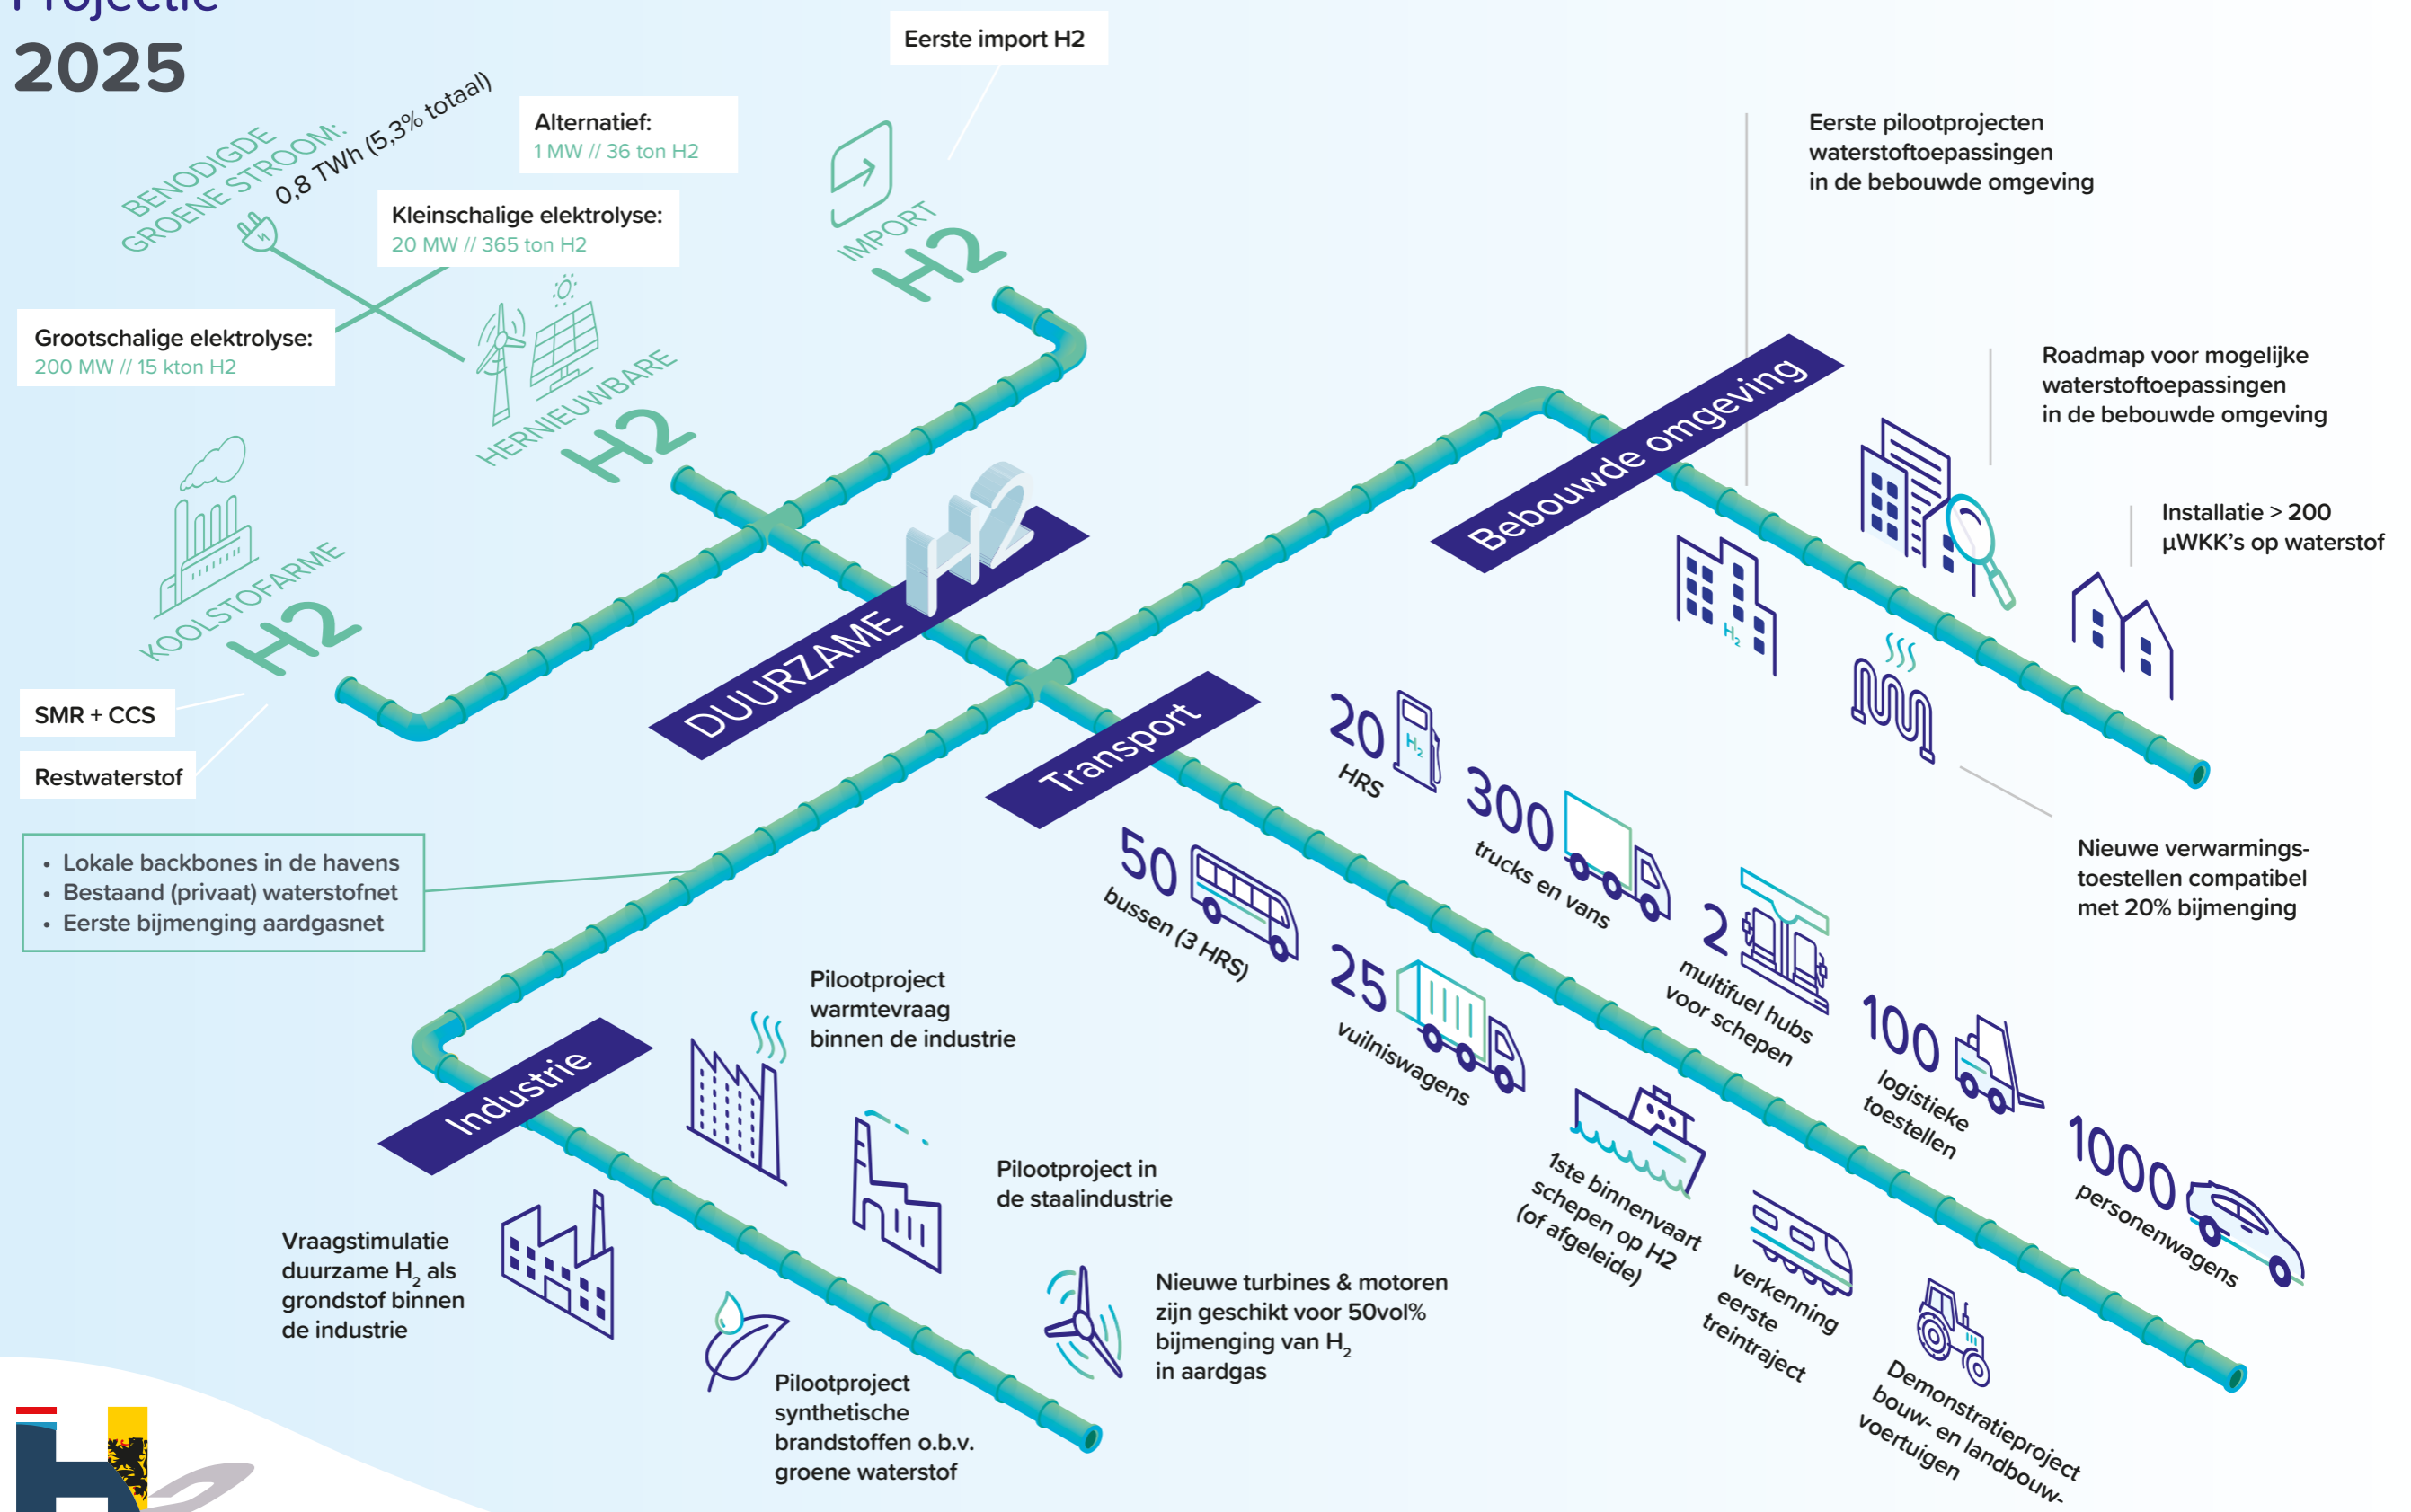 Projectie
2025
Eerste import H2
BENODIGDE
GROENE STROOM:
0,8 TWh (5,3% totaal)
Alternatief:
1 MW // 36 ton H2
Kleinschalige elektrolyse:
20 MW // 365 ton H2
Grootschalige elektrolyse:
200 MW // 15 kton H2
IMPORT
H2
HERNIEUWBARE
H2
KOOLSTOFARME
H2
SMR + CCS
Restwaterstof
DUURZAME H2
• Lokale backbones in de havens
• Bestaand (privaat) waterstofnet
• Eerste bijmenging aardgasnet
Bebouwde omgeving
Eerste pilootprojecten
waterstoftoepassingen
in de bebouwde omgeving
Roadmap voor mogelijke
waterstoftoepassingen
in de bebouwde omgeving
Installatie > 200
µWKK's op waterstof
H2
Nieuwe verwarmings-
toestellen compatibel
met 20% bijmenging
Transport
20
HRS
H2
300
trucks en vans
50
bussen (3 HRS)
2
multifuel hubs
voor schepen
25
vuilniswagens
100
logistieke
toestellen
1000
personenwagens
1ste binnenvaart
schepen op H2
(of afgeleide)
verkenning
eerste
treintraject
Demonstratieproject
bouw- en landbouw-
voertuigen
Industrie
Pilootproject
warmtevraag
binnen de industrie
Pilootproject in
de staalindustrie
Vraagstimulatie
duurzame H2 als
grondstof binnen
de industrie
Nieuwe turbines & motoren
zijn geschikt voor 50vol%
bijmenging van H2
in aardgas
Pilootproject
synthetische
brandstoffen o.b.v.
groene waterstof